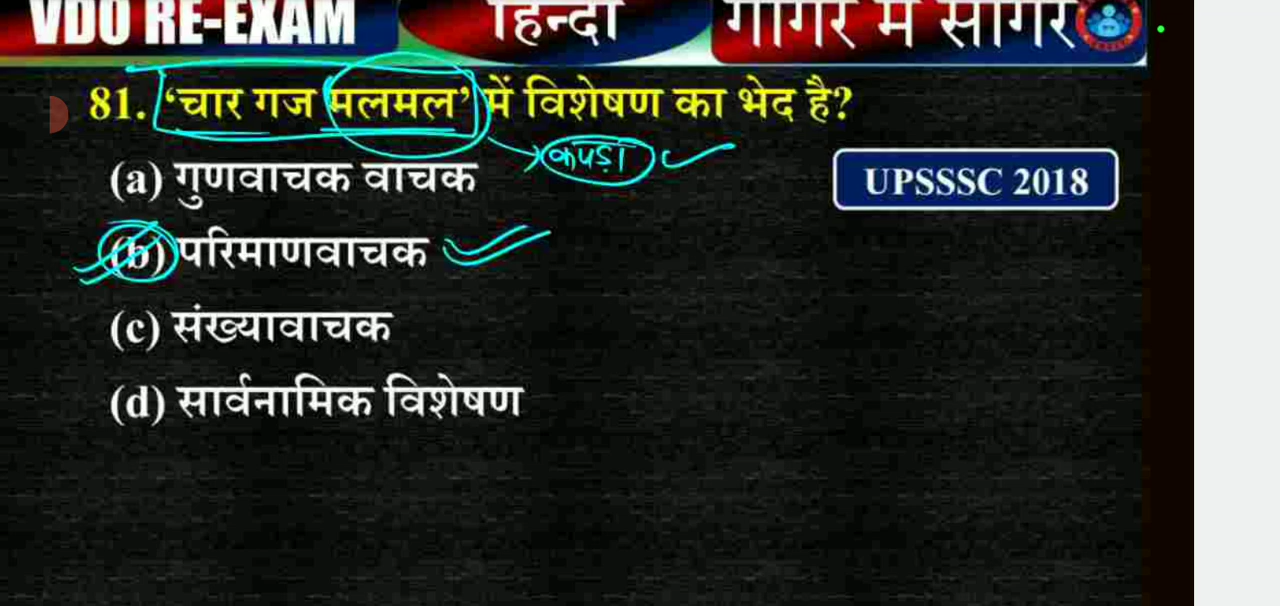 VDO RE-EXAM हिन्दी गागर में सागर
81. ‘चार गज मलमल’ में विशेषण का भेद है?
कपड़ा
(a) गुणवाचक वाचक
UPSSSC 2018
(b) परिमाणवाचक
(c) संख्यावाचक
(d) सार्वनामिक विशेषण